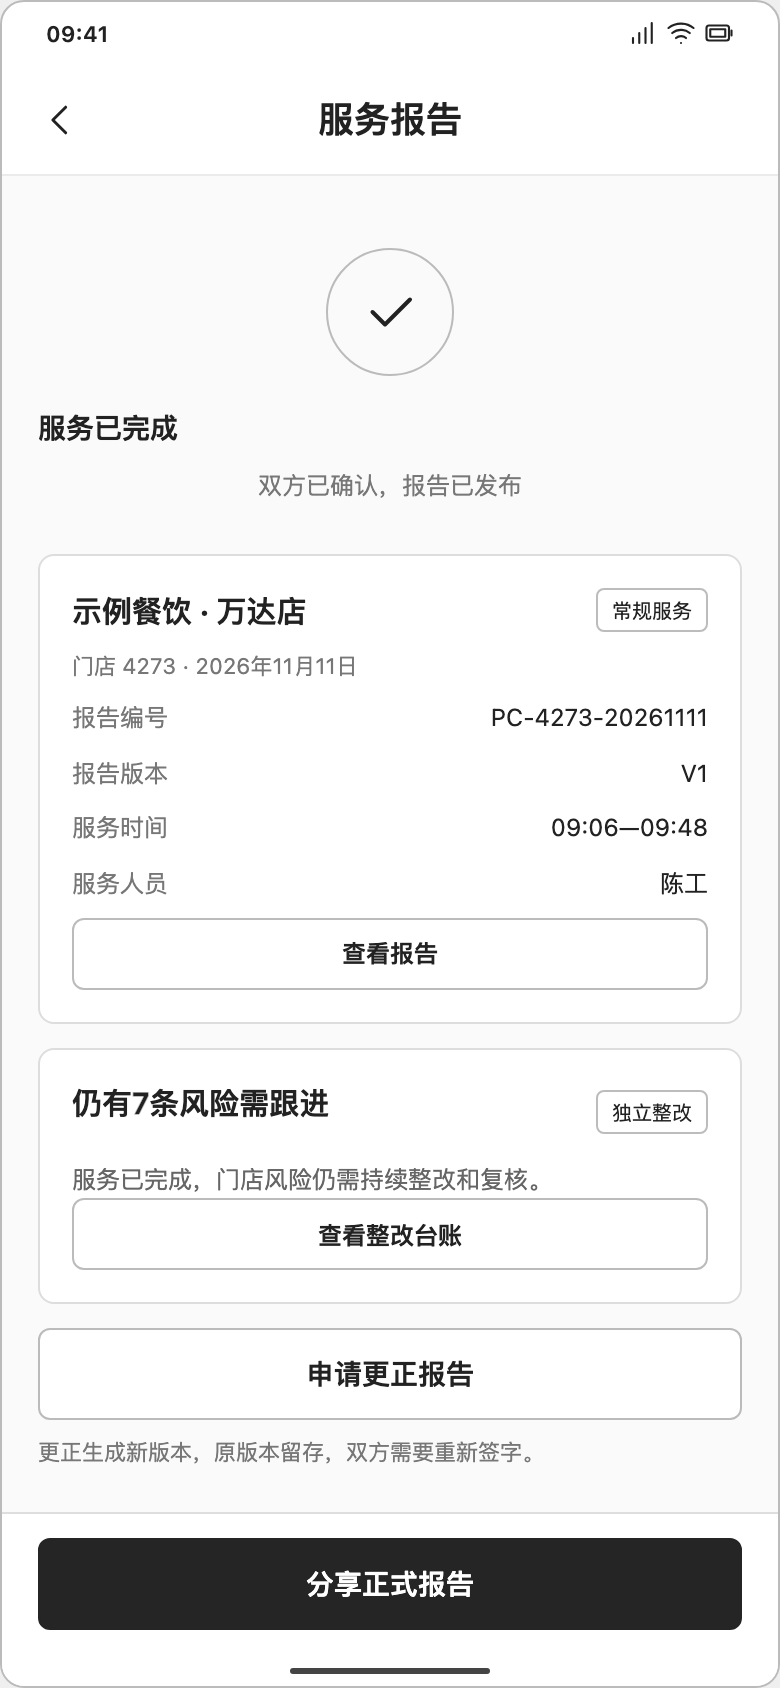 09:41
服务报告
服务已完成
双方已确认，报告已发布
示例餐饮 · 万达店
常规服务
门店 4273 · 2026年11月11日
报告编号 PC-4273-20261111
报告版本 V1
服务时间 09:06—09:48
服务人员 陈工
查看报告
仍有7条风险需跟进
独立整改
服务已完成，门店风险仍需持续整改和复核。
查看整改台账
申请更正报告
更正生成新版本，原版本留存，双方需要重新签字。
分享正式报告